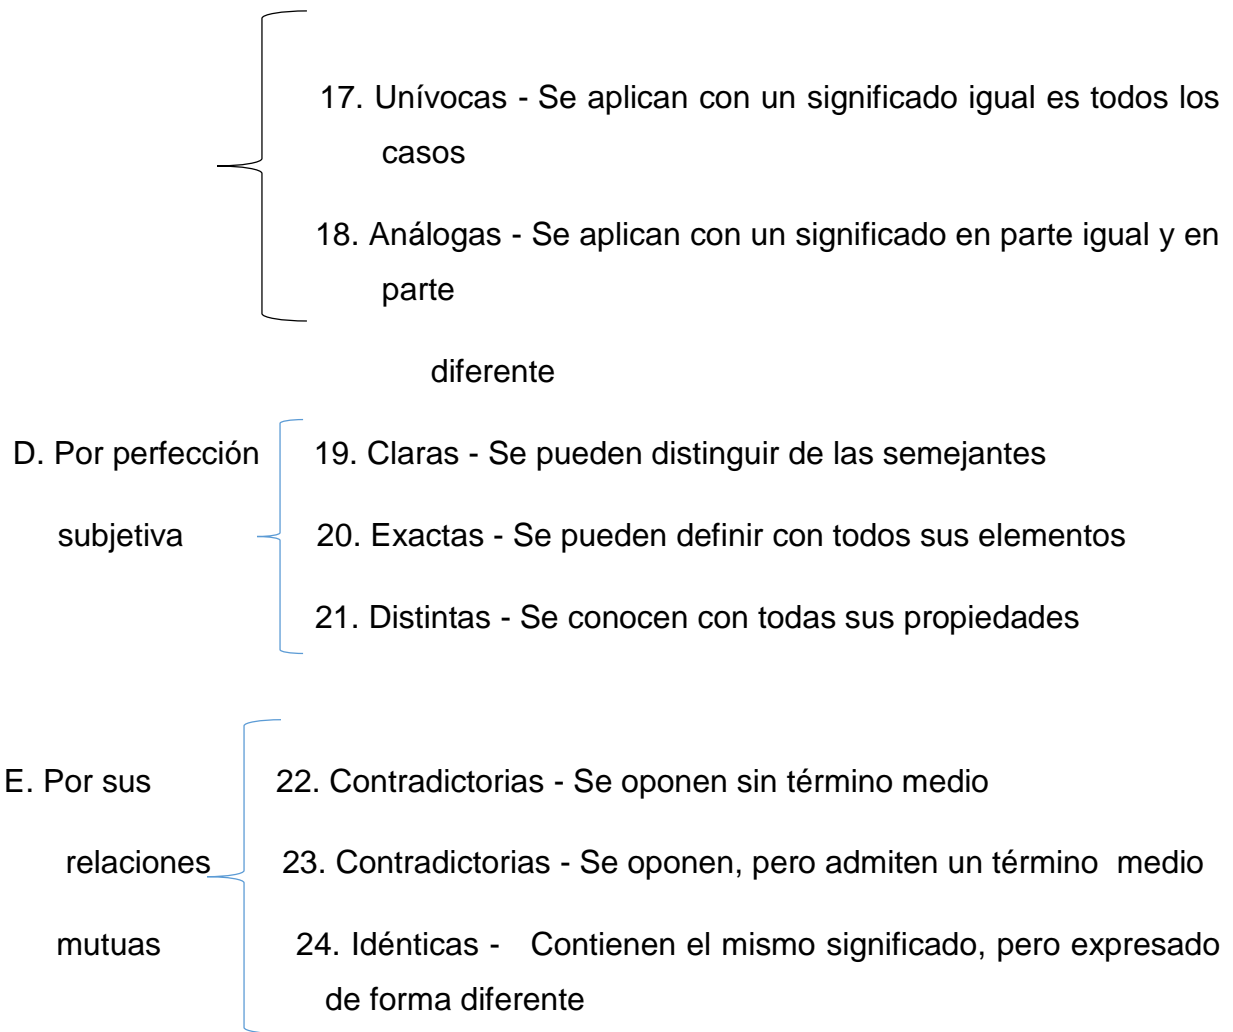 17. Unívocas - Se aplican con un significado igual es todos los
casos
18. Análogas - Se aplican con un significado en parte igual y en
parte
diferente
D. Por perfección 19. Claras - Se pueden distinguir de las semejantes
subjetiva 20. Exactas - Se pueden definir con todos sus elementos
21. Distintas - Se conocen con todas sus propiedades
E. Por sus 22. Contradictorias - Se oponen sin término medio
relaciones 23. Contradictorias - Se oponen, pero admiten un término medio
mutuas 24. Idénticas - Contienen el mismo significado, pero expresado
de forma diferente